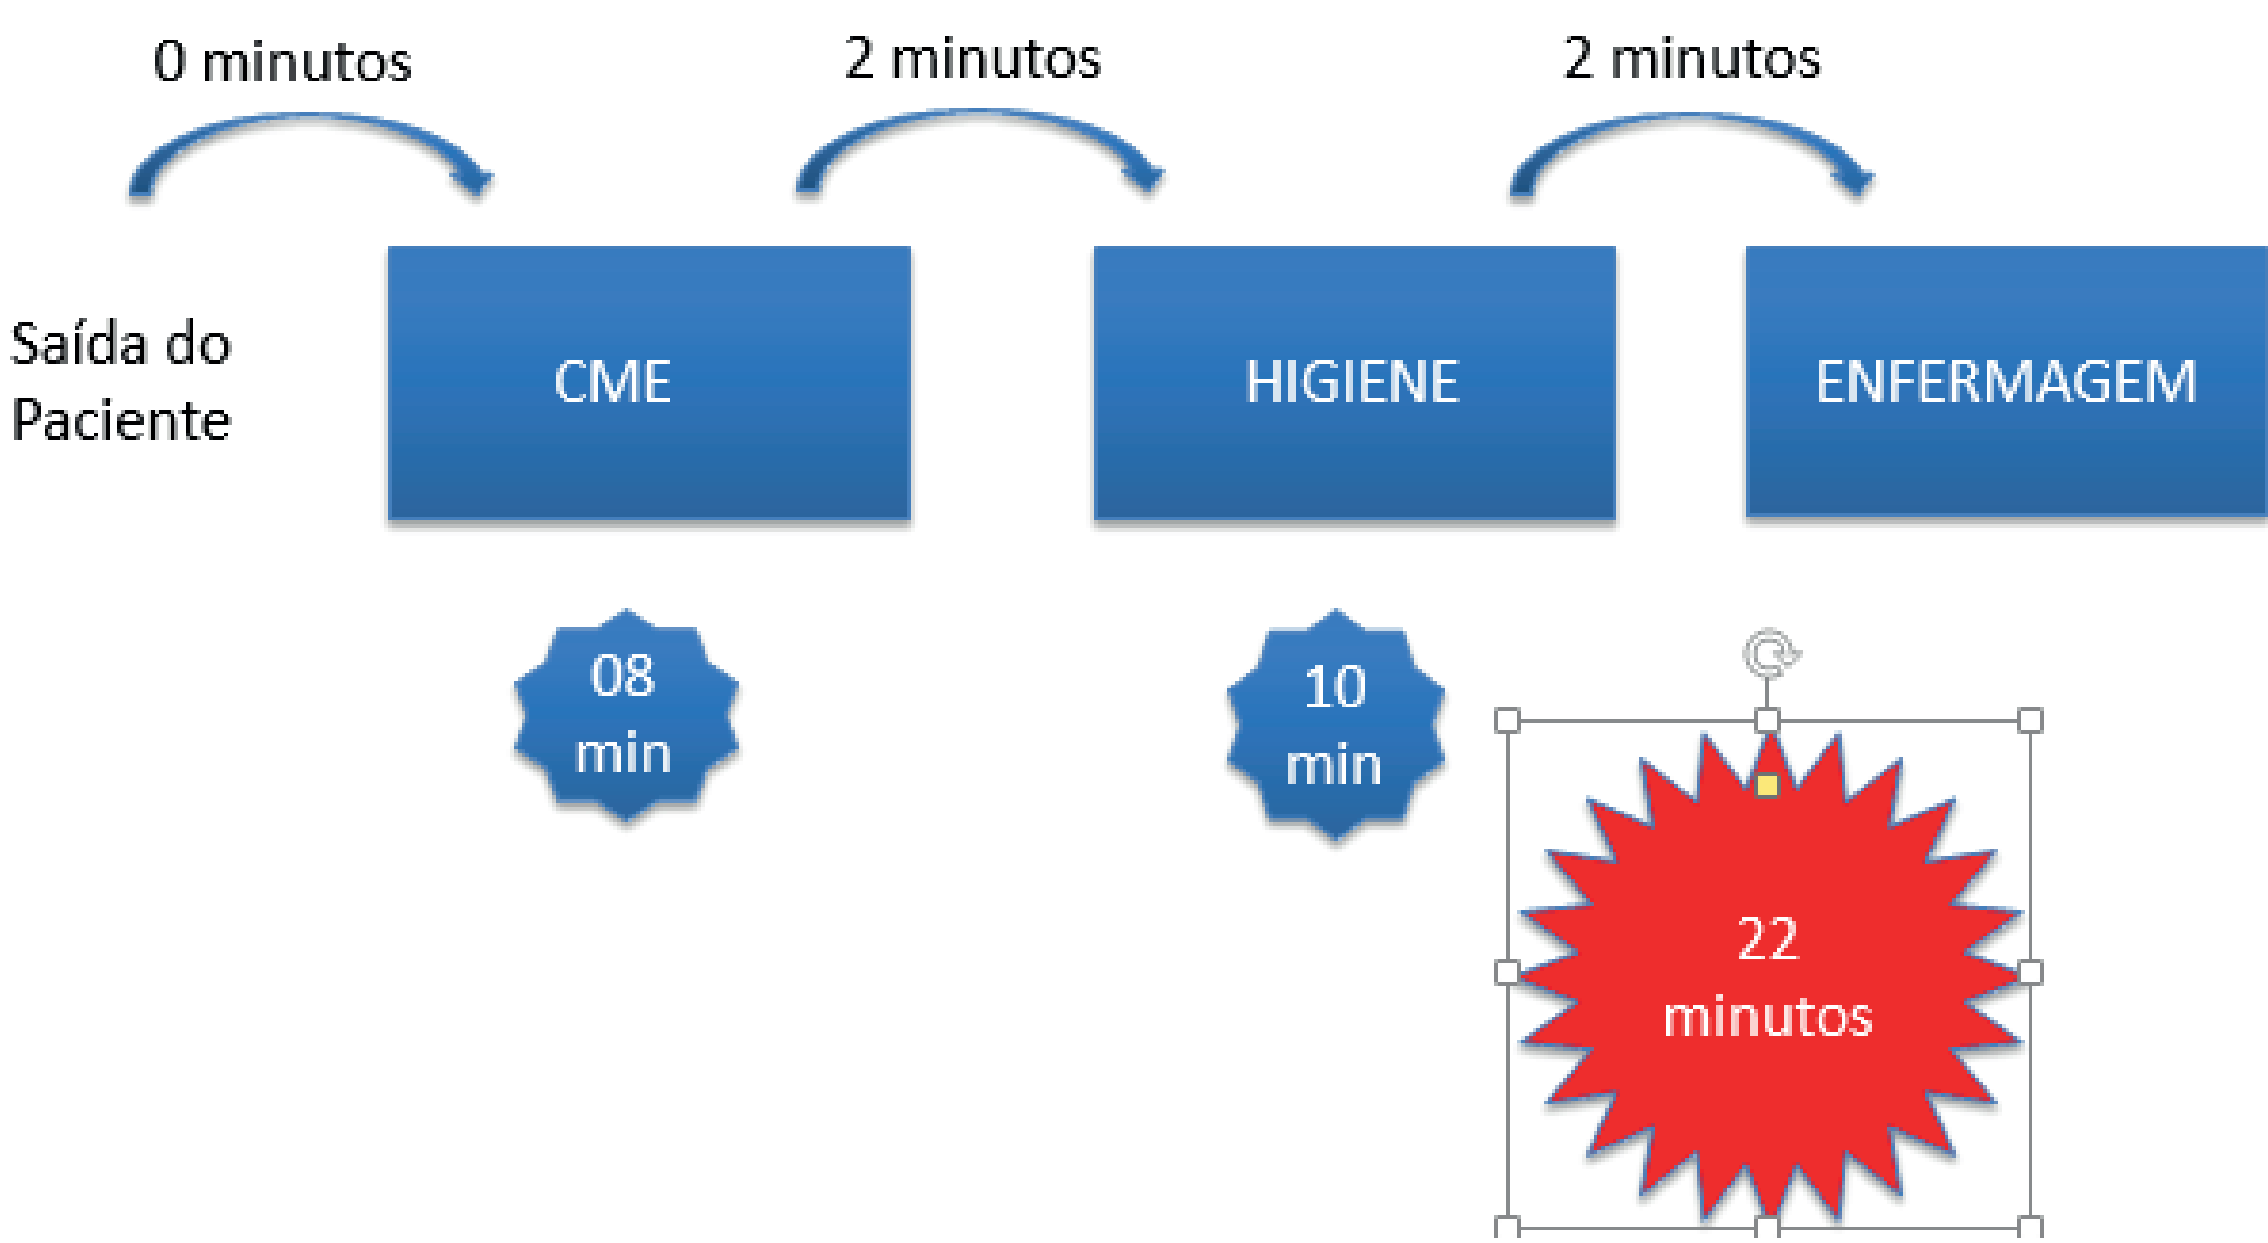 0 minutos
2 minutos
2 minutos
Saída do
Paciente
CME
HIGIENE
ENFERMAGEM
08
min
10
min
22
minutos